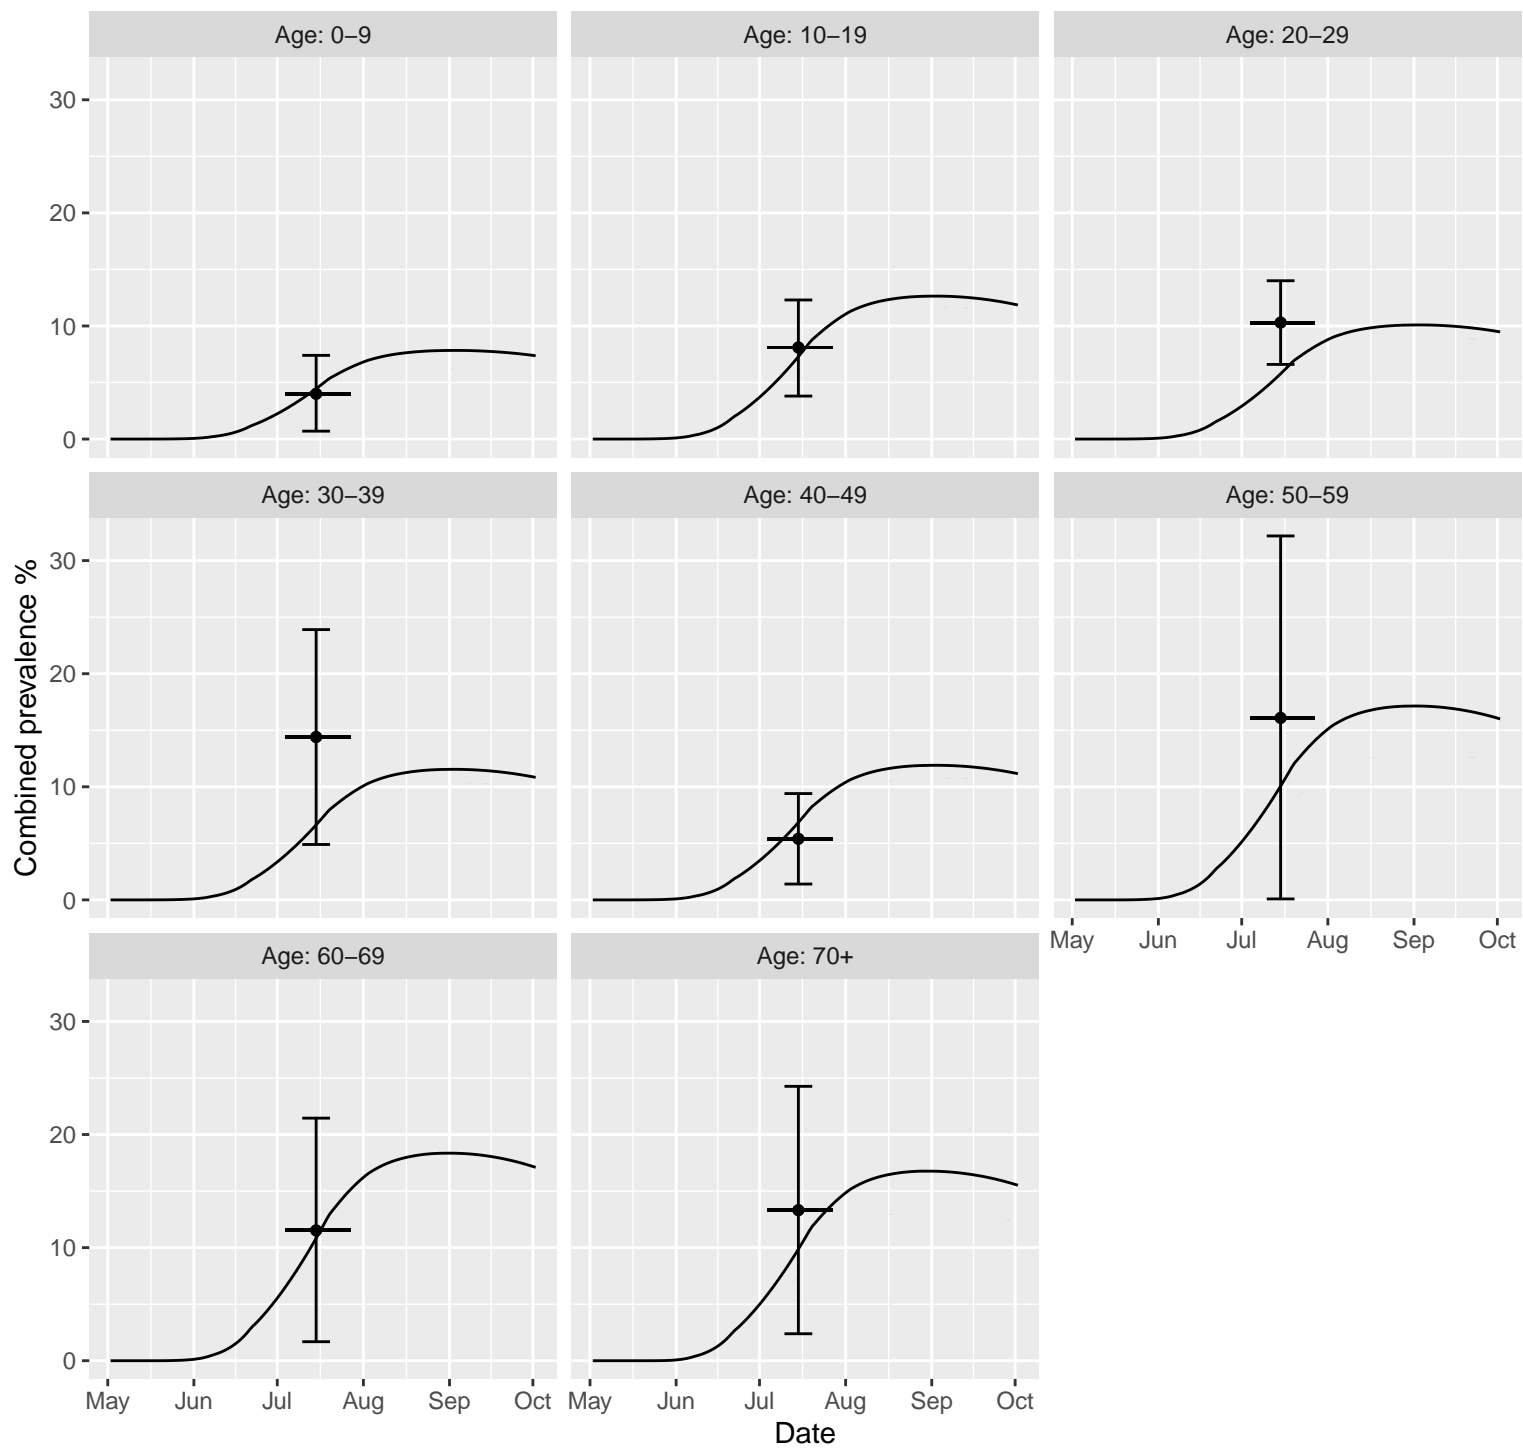 Age: 0–9
Age: 10–19
Age: 20–29
30
20
10
0
Age: 30–39
Age: 40–49
Age: 50–59
30
20
10
0
Combined prevalence %
May Jun Jul Aug Sep Oct
Age: 60–69
Age: 70+
30
20
10
0
May Jun Jul Aug Sep Oct
May Jun Jul Aug Sep Oct
Date